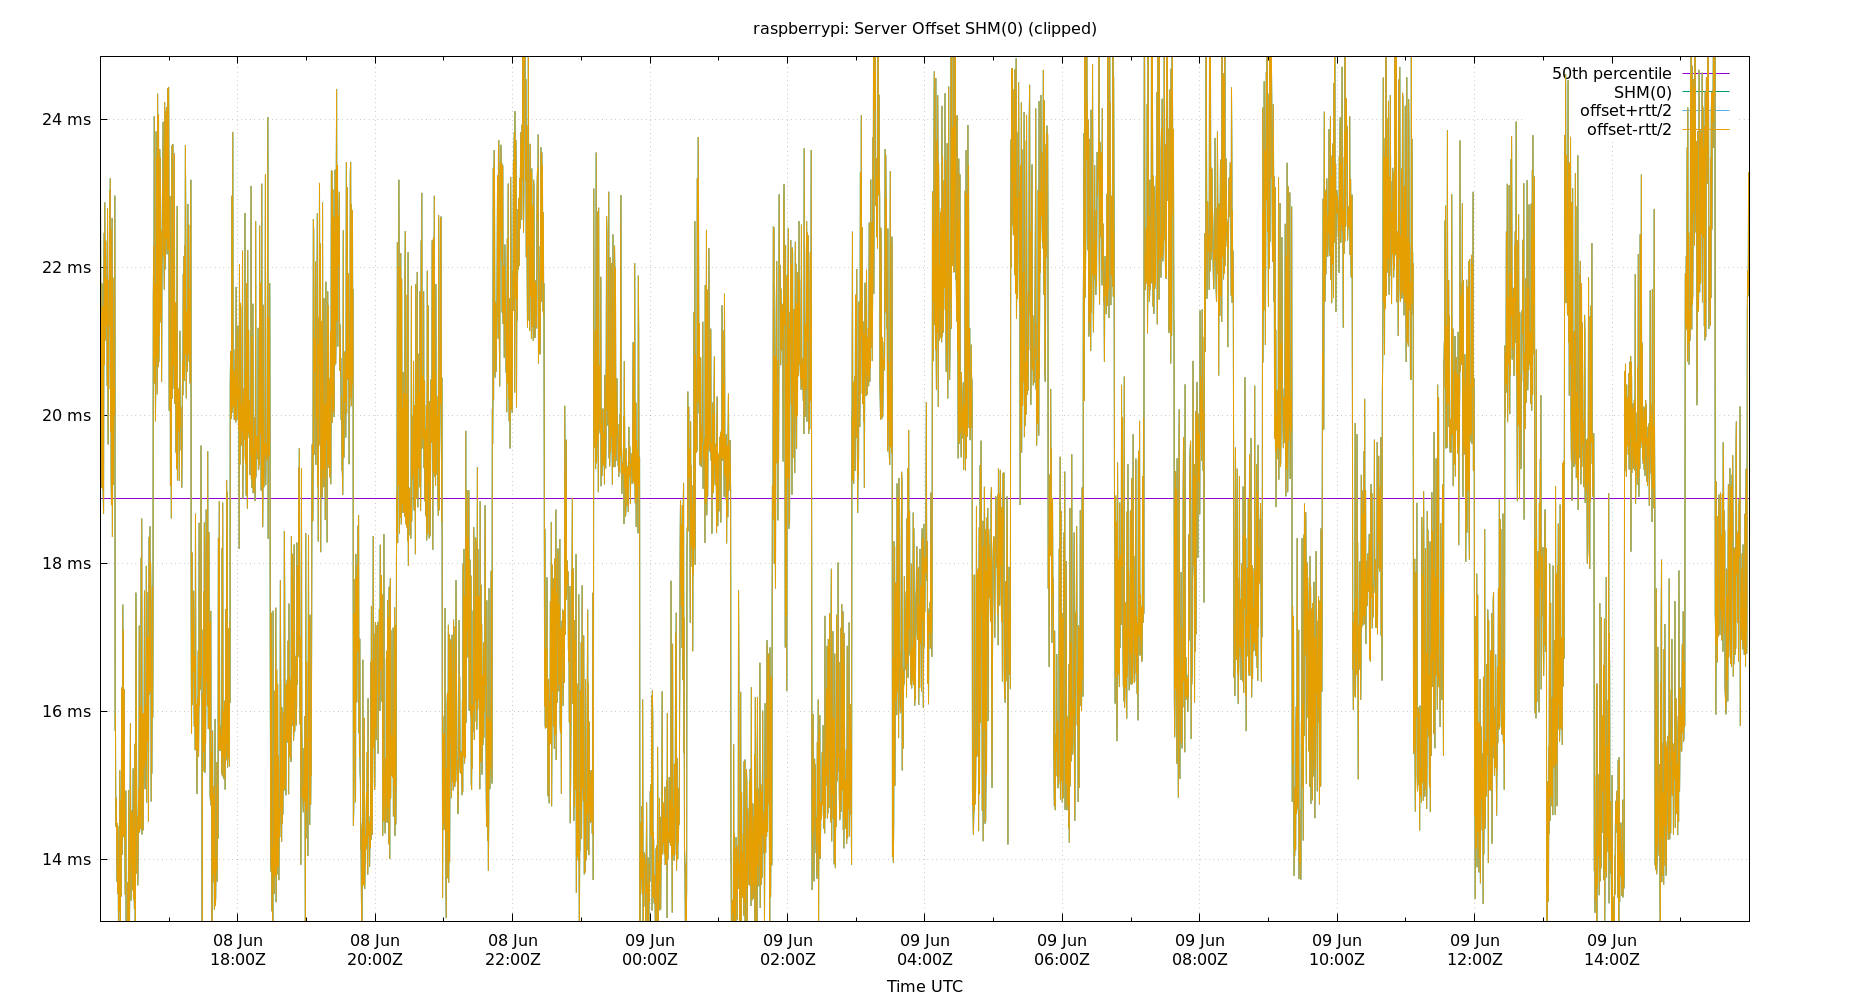 raspberrypi: Server Offset SHM(0) (clipped)
50th percentile
SHM(0)
offset+rtt/2
offset-rtt/2
24 ms
22 ms
20 ms
18 ms
16 ms
14 ms
08 Jun 08 Jun 08 Jun 09 Jun 09 Jun 09 Jun 09 Jun 09 Jun 09 Jun 09 Jun 09 Jun
18:00Z 20:00Z 22:00Z 00:00Z 02:00Z 04:00Z 06:00Z 08:00Z 10:00Z 12:00Z 14:00Z
Time UTC